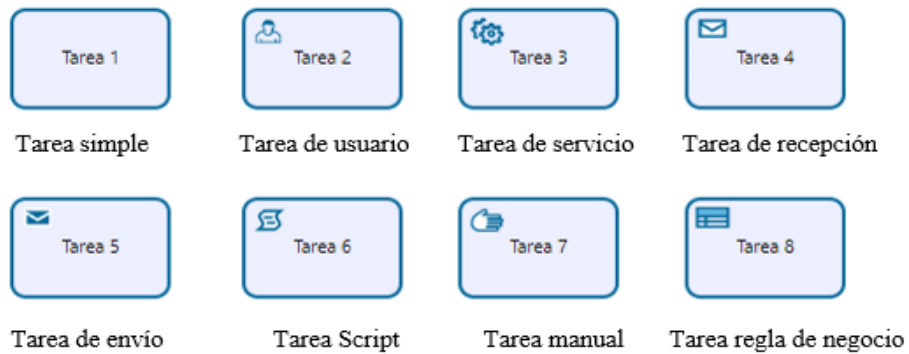 Tarea 1 Tarea 2 Tarea 3 Tarea 4
Tarea simple Tarea de usuario Tarea de servicio Tarea de recepción
Tarea 5 Tarea 6 Tarea 7 Tarea 8
Tarea de envío Tarea Script Tarea manual Tarea regla de negocio